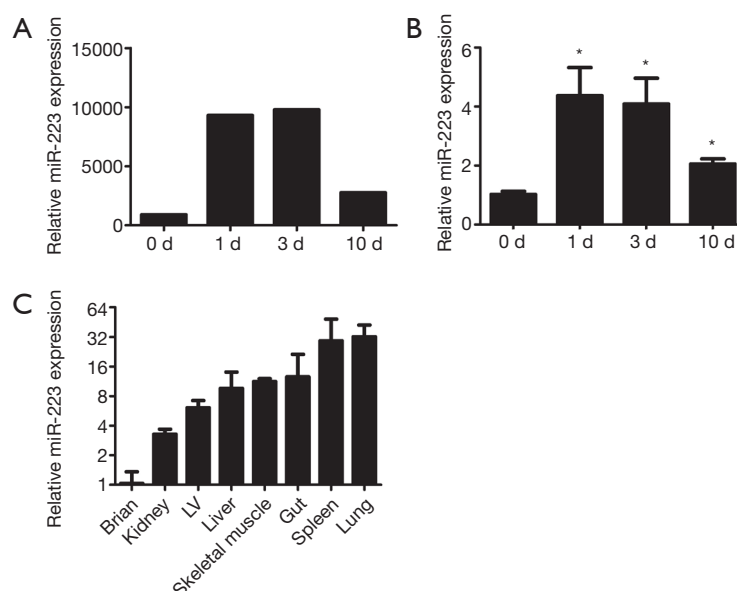 A
Relative miR-223 expression
15000
10000
5000
0
0 d 1 d 3 d 10 d
B
Relative miR-223 expression
6
4
2
0
* * *
0 d 1 d 3 d 10 d
C
Relative miR-223 expression
64
32
16
8
4
2
1
Brian
Kidney
LV
Liver
Skeletal muscle
Gut
Spleen
Lung